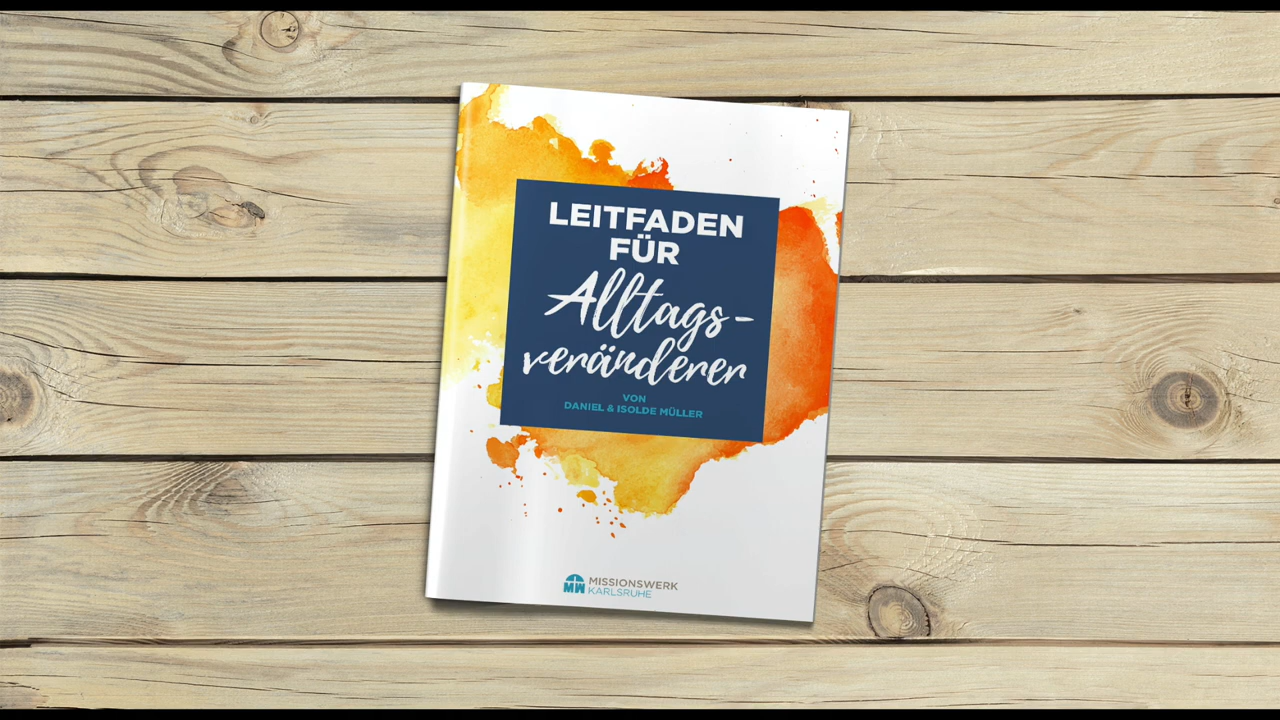 LEITFADEN
FÜR
Alltags-
veränderer
VON
DANIEL & ISOLDE MÜLLER
MW
MISSIONSWERK
KARLSRUHE